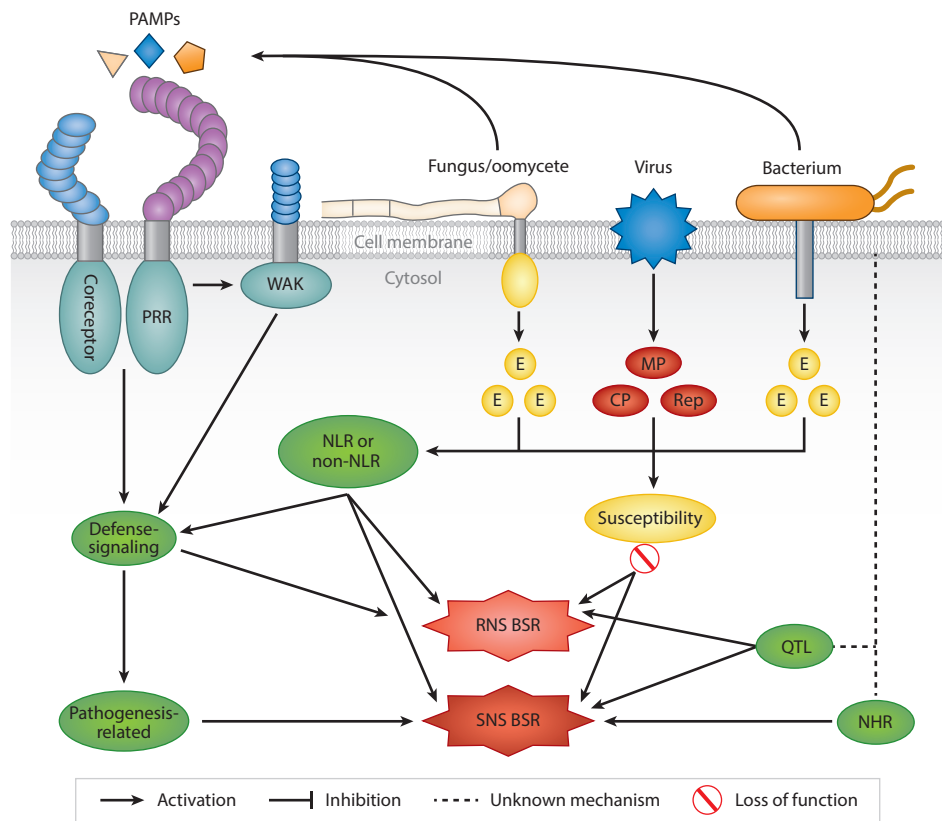 PAMPs
Fungus/oomycete
Virus
Bacterium
Cell membrane
Cytosol
Coreceptor
PRR
WAK
E
E
E
MP
CP
Rep
E
E
E
NLR or
non-NLR
Susceptibility
Defense-
signaling
RNS BSR
QTL
Pathogenesis-
related
SNS BSR
NHR
Activation
Inhibition
Unknown mechanism
Loss of function